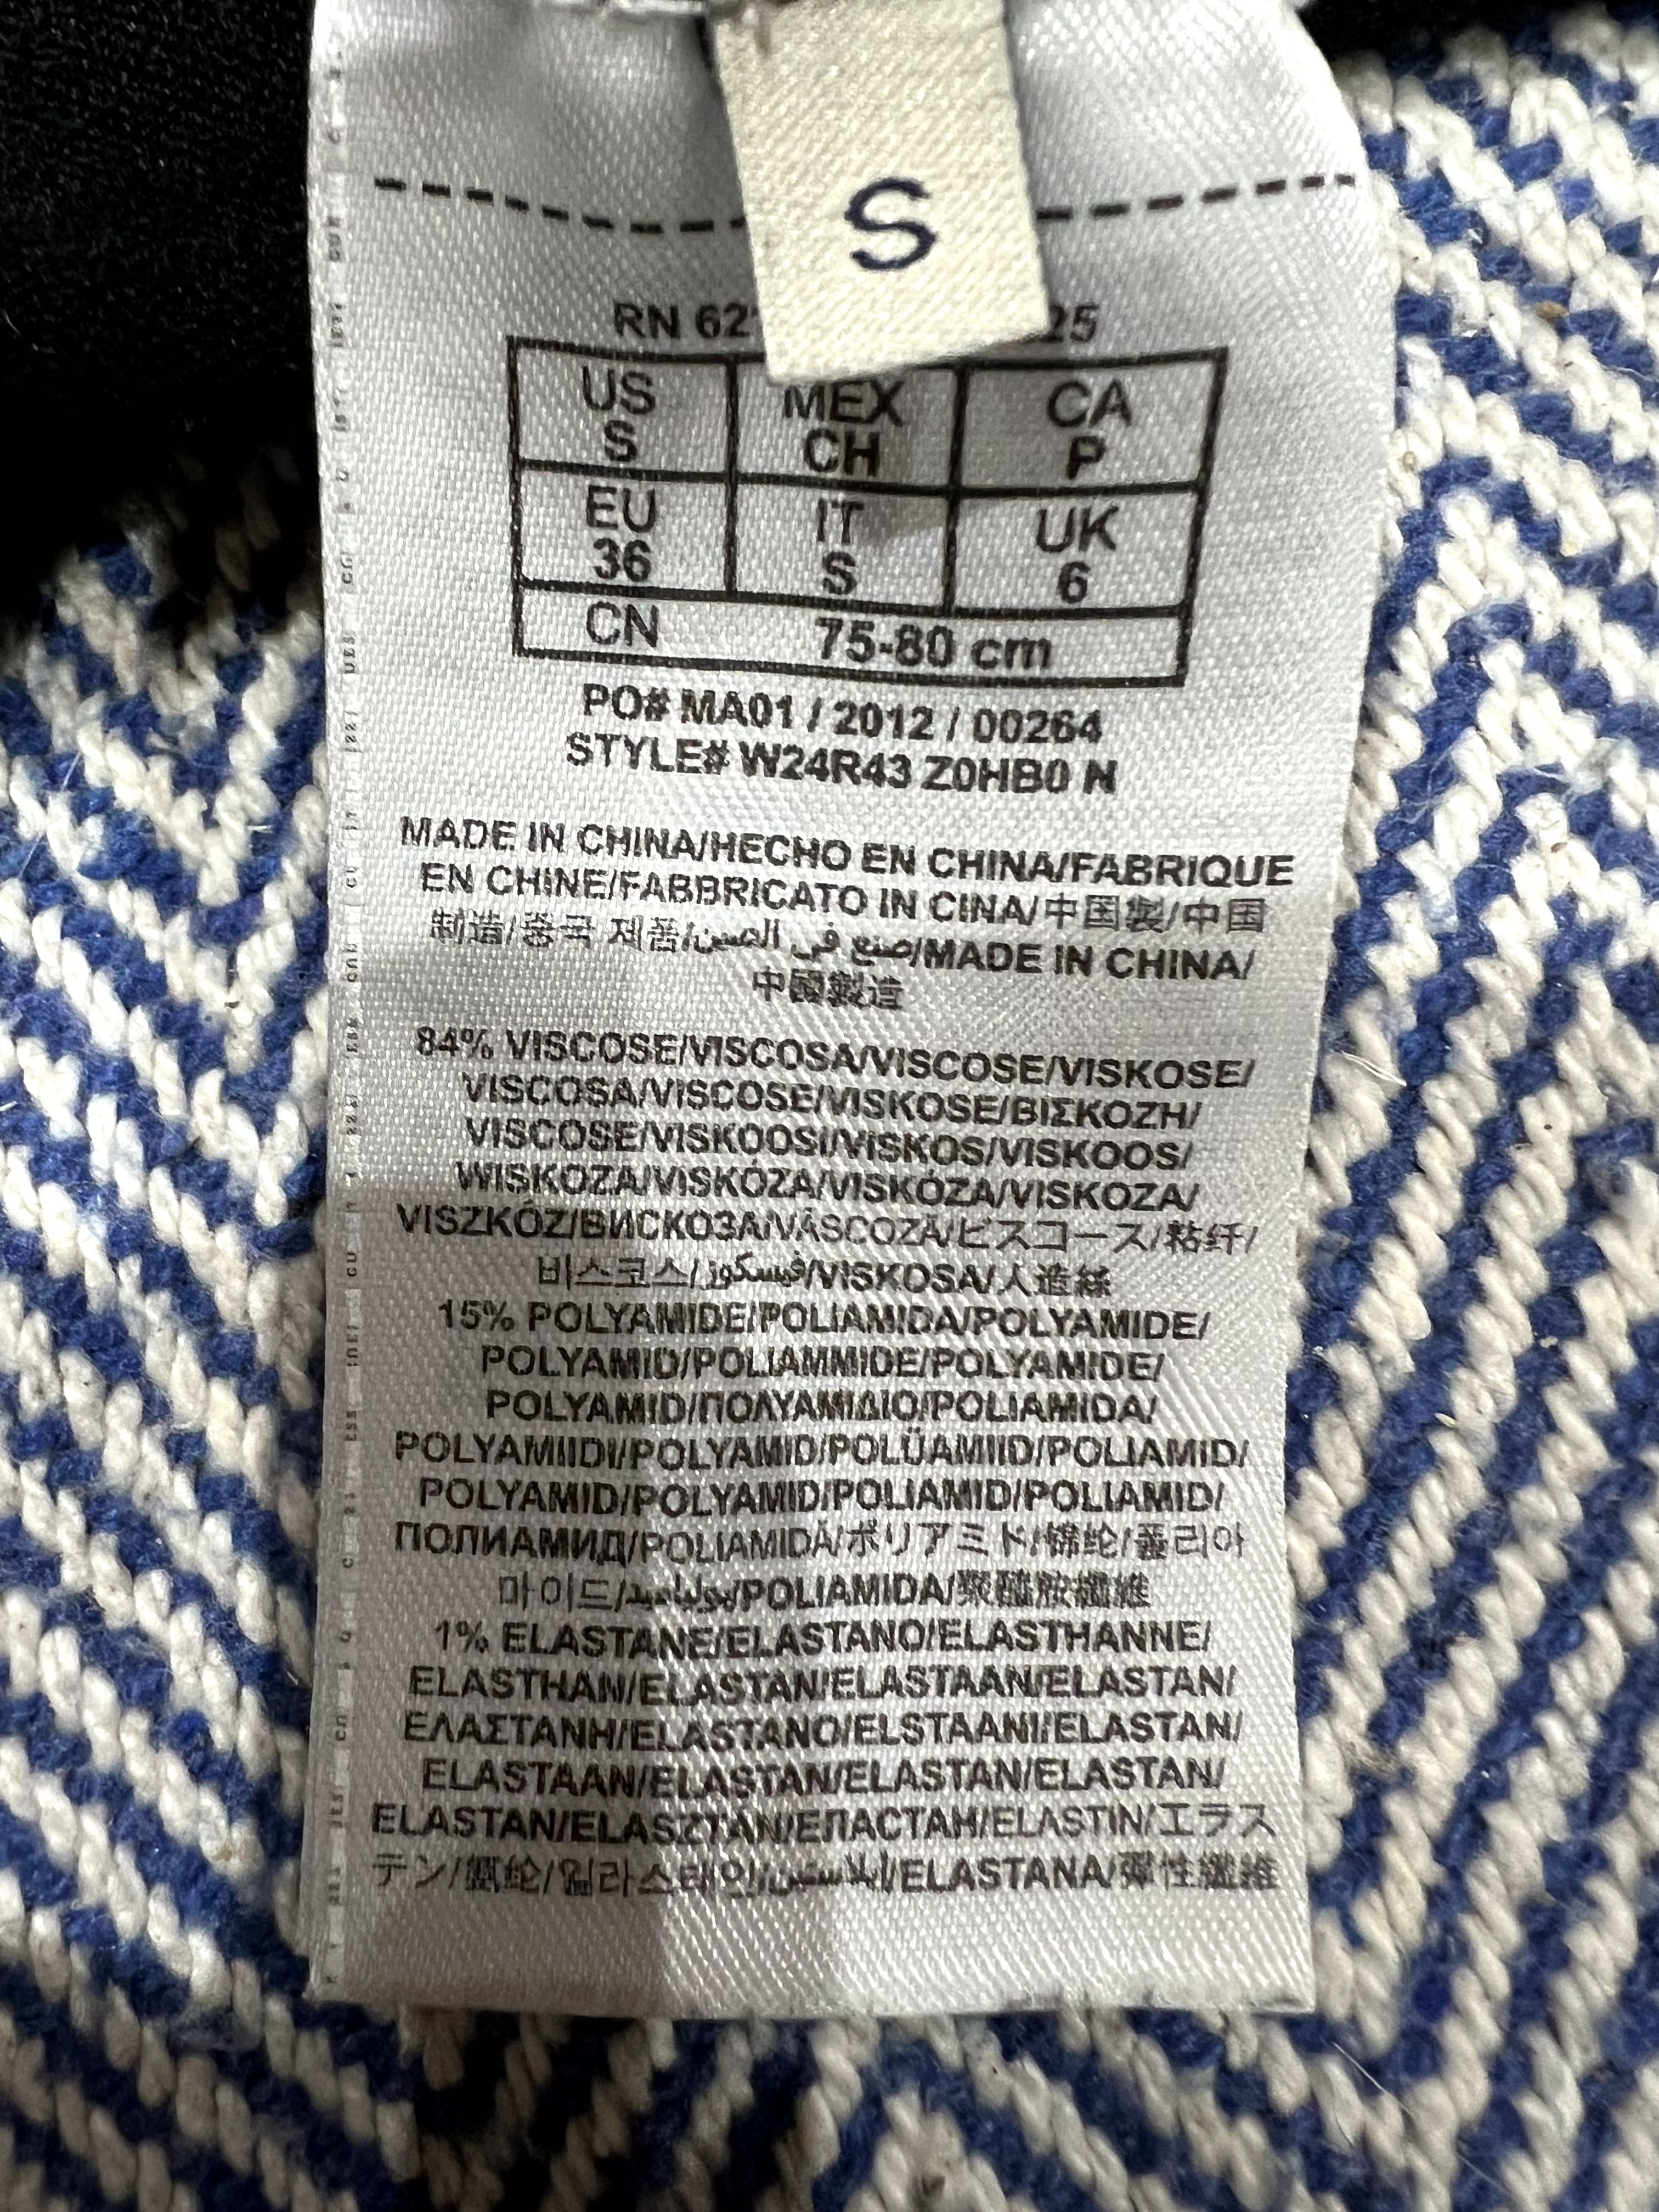 S
RN 62
25
US MEX CA
S CH P
EU IT UK
36 S 6
CN 75-80 cm
PO# MA01 / 2012 / 00264
STYLE# W24R43 Z0HB0 N
MADE IN CHINA/HECHO EN CHINA/FABRIQUE
EN CHINE/FABBRICATO IN CINA/中国製/中国
制造/중국 제품/صنع في الصين/MADE IN CHINA/
中國製造
84% VISCOSE/VISCOSA/VISCOSE/VISKOSE/
VISCOSA/VISCOSE/VISKOSE/ΒΙΣΚΟΖΗ/
VISCOSE/VISKOOSI/VISKOS/VISKOOS/
WISKOZA/VISKÓZA/VISKÓZA/VISKOZA/
VISZKÓZ/ВИСКОЗА/VÂSCOZĂ/ビスコース/粘纤/
비스코스/فيسكوز/VISKOSA/人造絲
15% POLYAMIDE/POLIAMIDA/POLYAMIDE/
POLYAMID/POLIAMMIDE/POLYAMIDE/
POLYAMID/ΠΟΛΥΑΜΙΔΙΟ/POLIAMIDA/
POLYAMIIDI/POLYAMID/POLÜAMIID/POLIAMID/
POLYAMID/POLYAMID/POLIAMID/POLIAMID/
ПОЛИАМИД/POLIAMIDĂ/ポリアミド/锦纶/폴리아
마이드/بولياميد/POLIAMIDA/聚醯胺纖維
1% ELASTANE/ELASTANO/ELASTHANNE/
ELASTHAN/ELASTAN/ELASTAAN/ELASTAN/
ΕΛΑΣΤΑΝΗ/ELASTANO/ELSTAANI/ELASTAN/
ELASTAAN/ELASTAN/ELASTAN/ELASTAN/
ELASTAN/ELASZTÁN/ЕПАСТАН/ELASTIN/エラス
テン/氨纶/엘라스테인/إيلاستين/ELASTANA/彈性纖維